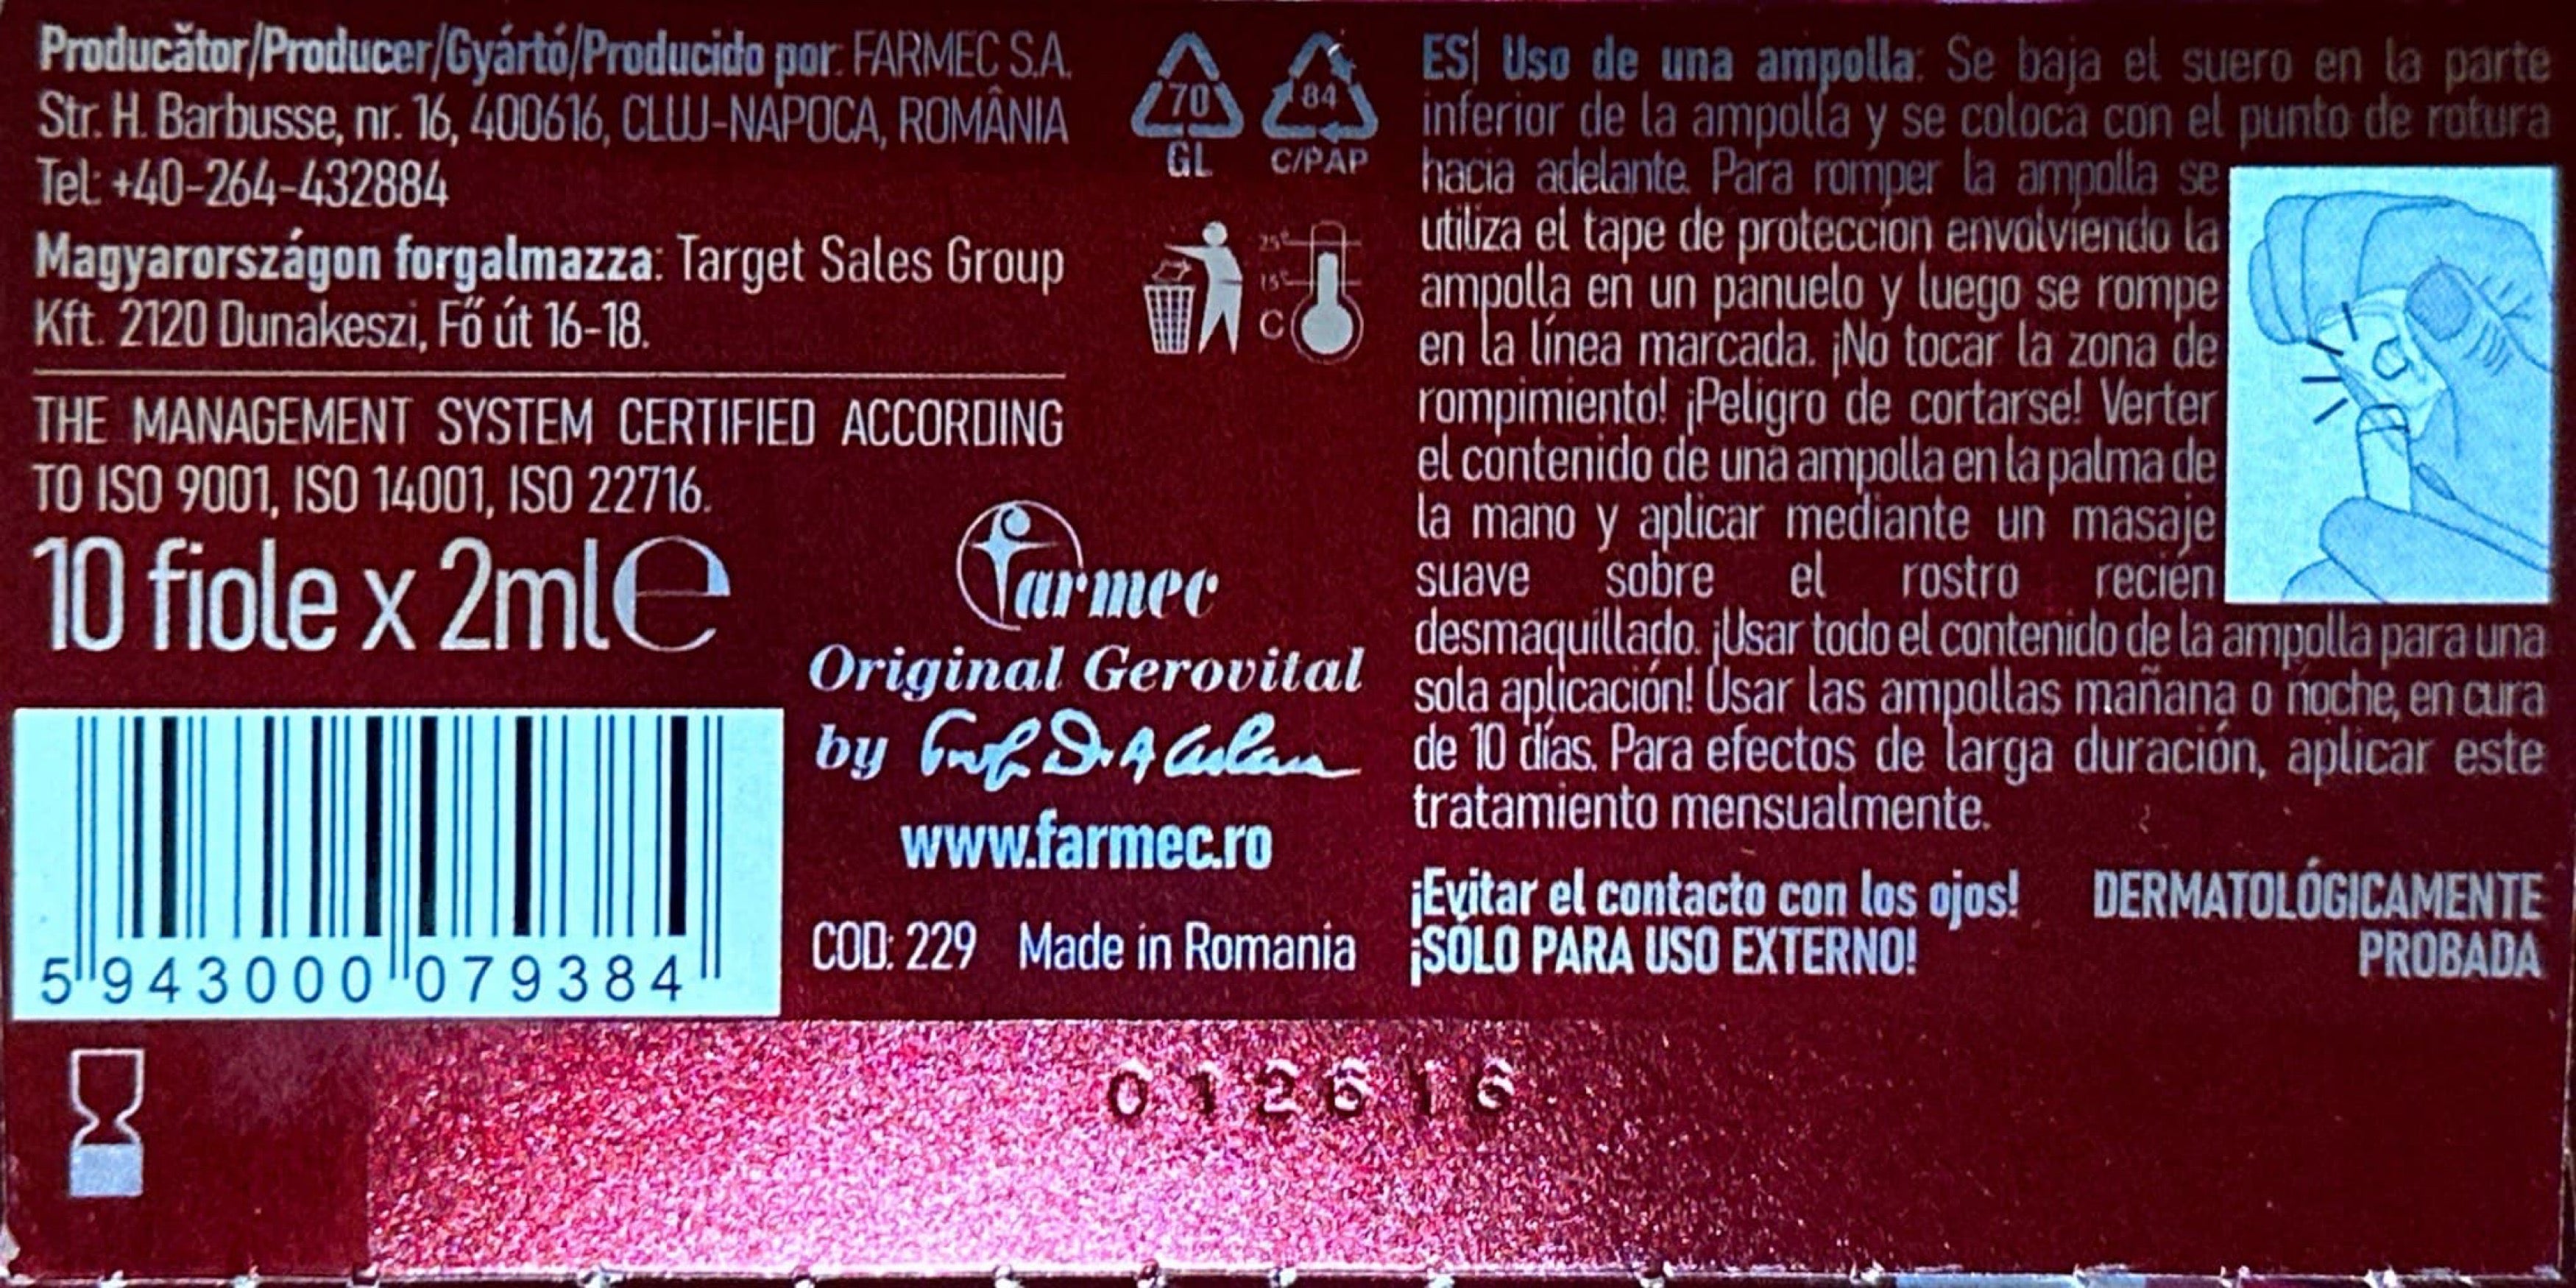 Producător/Producer/Gyártó/Producido por: FARMEC S.A.
Str. H. Barbusse, nr. 16, 400616, CLUJ-NAPOCA, ROMÂNIA
Tel: +40-264-432884
Magyarországon forgalmazza: Target Sales Group
Kft. 2120 Dunakeszi, Fő út 16-18.
THE MANAGEMENT SYSTEM CERTIFIED ACCORDING
TO ISO 9001, ISO 14001, ISO 22716.
10 fiole x 2ml e
5 943000 079384
70
GL
84
C/PAP
25°
15°
C
Farmec
Original Gerovital
by Prof. Dr. A. Aslan
www.farmec.ro
COD: 229 Made in Romania
ES| Uso de una ampolla: Se baja el suero en la parte
inferior de la ampolla y se coloca con el punto de rotura
hacia adelante. Para romper la ampolla se
utiliza el tape de protección envolviendo la
ampolla en un panuelo y luego se rompe
en la línea marcada. ¡No tocar la zona de
rompimiento! ¡Peligro de cortarse! Verter
el contenido de una ampolla en la palma de
la mano y aplicar mediante un masaje
suave sobre el rostro recién
desmaquillado. ¡Usar todo el contenido de la ampolla para una
sola aplicación! Usar las ampollas mañana o noche, en cura
de 10 días. Para efectos de larga duración, aplicar este
tratamiento mensualmente.
¡Evitar el contacto con los ojos!
¡SÓLO PARA USO EXTERNO!
DERMATOLÓGICAMENTE
PROBADA
012616